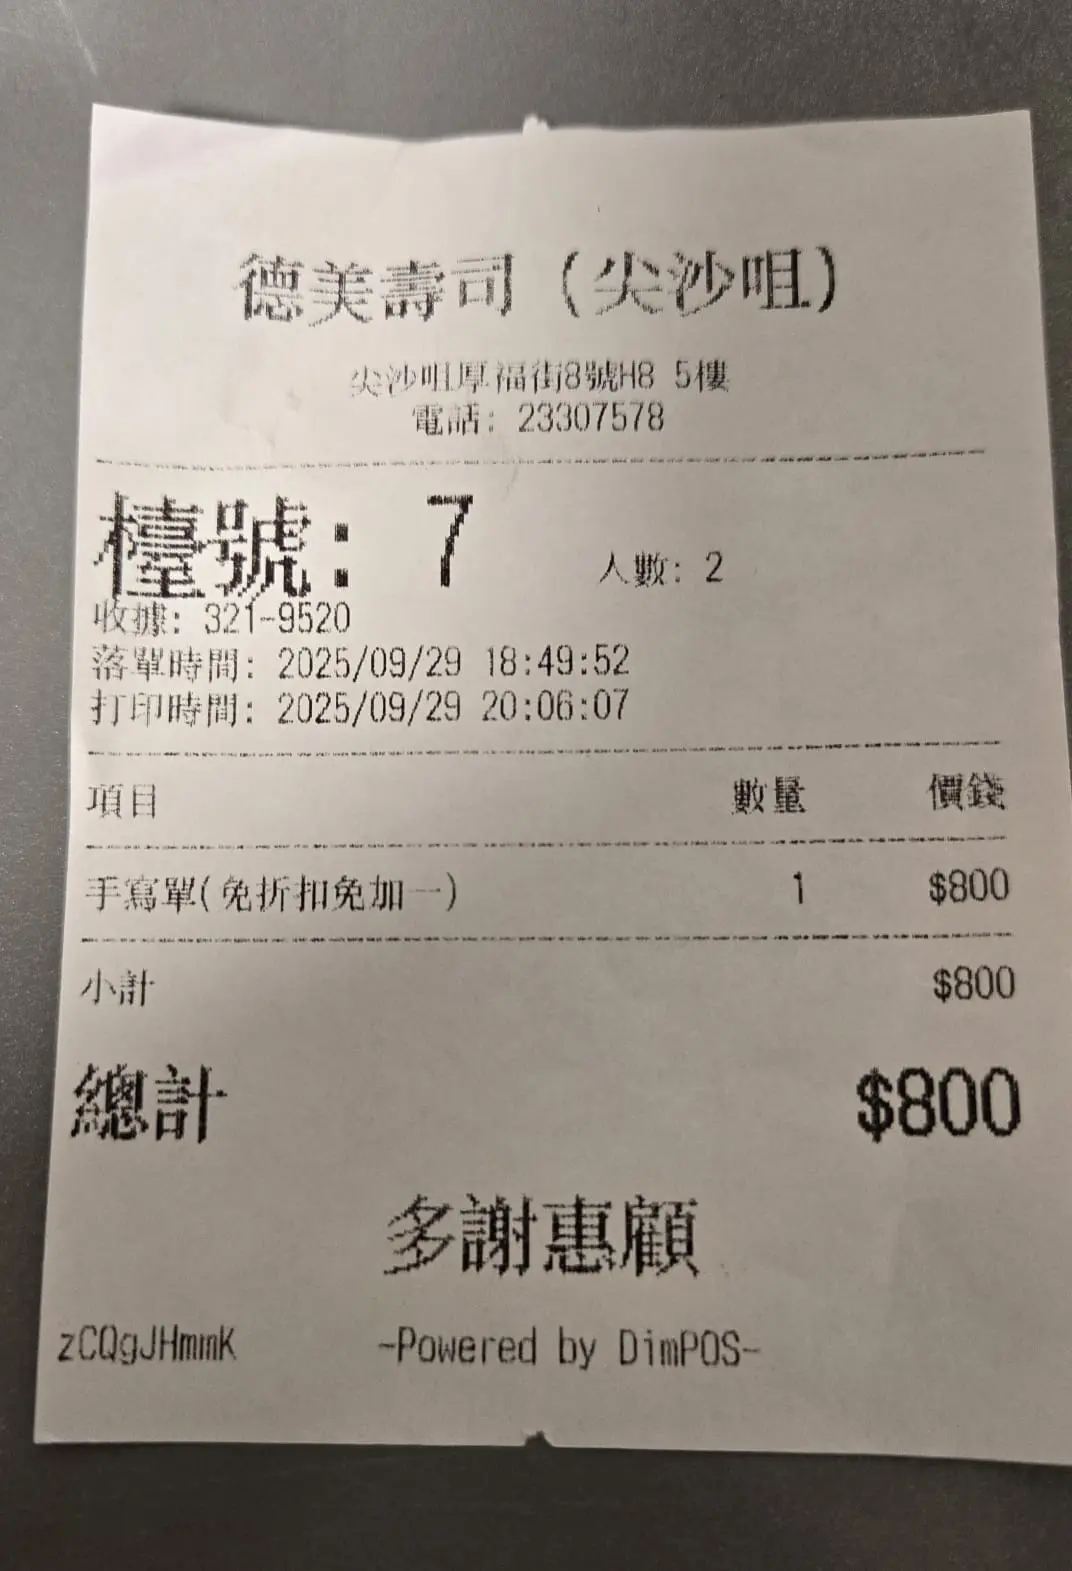 德美壽司（尖沙咀）
尖沙咀厚福街8號H8 5樓
電話: 23307578
檯號: 7 人數: 2
收據: 321-9520
落單時間: 2025/09/29 18:49:52
打印時間: 2025/09/29 20:06:07
項目 數量 價錢
手寫單(免折扣免加一) 1 $800
小計 $800
總計 $800
多謝惠顧
zCQgJHmmK -Powered by DimPOS-